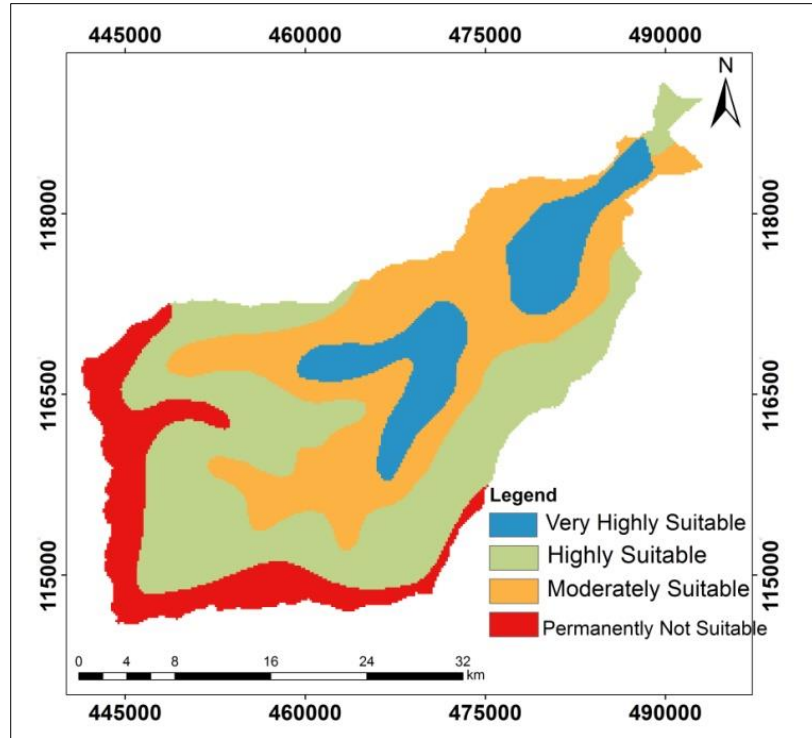 445000 460000 475000 490000
N
118000 118000
116500 116500
115000 115000
Legend
Very Highly Suitable
Highly Suitable
Moderately Suitable
Permanently Not Suitable
0 4 8 16 24 32
km
445000 460000 475000 490000